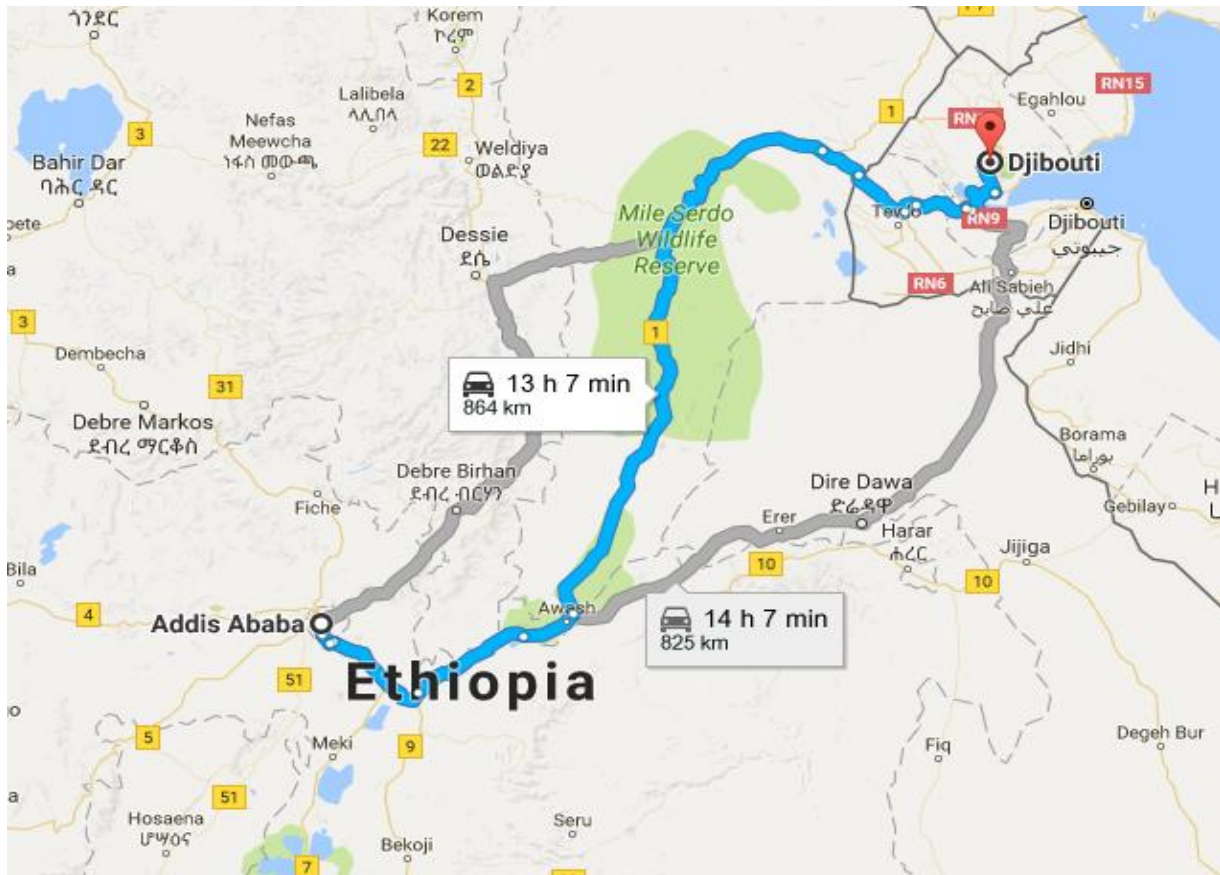 ጎንደር
Korem
ኮረም
2
1
RN15
Egahlou
Lalibela
ላሊበላ
3
Nefas
Meewcha
ነፋስ መውጫ
22
Weldiya
ወልድያ
Bahir Dar
ባሕር ዳር
Djibouti
Mile Serdo
Wildlife
Reserve
RN9
Djibouti
جيبوتي
Dessie
ደሴ
RN6
Ali Sabieh
علي صابح
3
1
Jidhi
Dembecha
31
13 h 7 min
864 km
Debre Markos
ደብረ ማርቆስ
Borama
بوراما
Debre Birhan
ደብረ ብርሃን
Dire Dawa
ድሬዳዋ
Gebilay
Fiche
Erer
Harar
ሐረር
Jijiga
Bila
10
10
4
Addis Ababa
Awash
14 h 7 min
825 km
51
Ethiopia
5
Meki
9
Fiq
Degeh Bur
51
Hosaena
ሆሣዕና
Seru
Bekoji
7